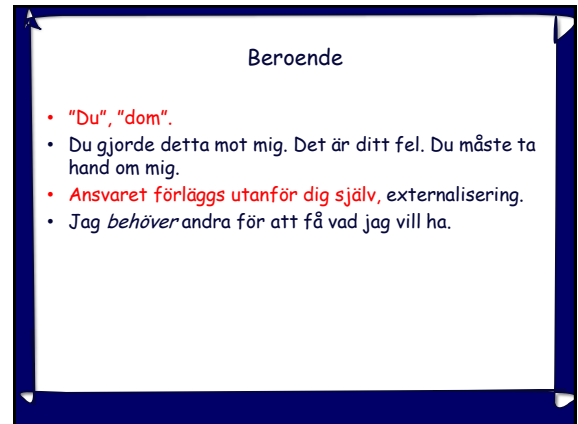 Beroende
• "Du", "dom".
• Du gjorde detta mot mig. Det är ditt fel. Du måste ta
hand om mig.
• Ansvaret förläggs utanför dig själv, externalisering.
• Jag behöver andra för att få vad jag vill ha.